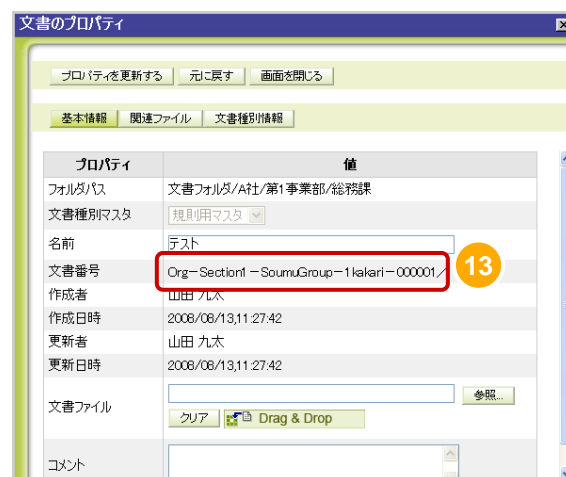 文書のプロパティ
プロパティを更新する 元に戻す 画面を閉じる
基本情報 関連ファイル 文書種別情報
プロパティ 値
フォルダパス 文書フォルダ/A社/第1事業部/総務課
文書種別マスタ 規則用マスタ
名前 テスト
文書番号 Org-Section1-SoumuGroup-1kakari-000001/
13
作成者 山田 九太
作成日時 2008/08/13,11:27:42
更新者 山田 九太
更新日時 2008/08/13,11:27:42
文書ファイル 参照...
クリア Drag & Drop
コメント